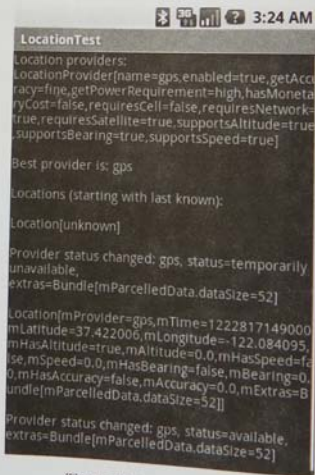 3G 3:24 AM
LocationTest
Location providers:
LocationProvider[name=gps,enabled=true,getAccu
racy=fine,getPowerRequirement=high,hasMoneta
ryCost=false,requiresCell=false,requiresNetwork=
true,requiresSatellite=true,supportsAltitude=true
,supportsBearing=true,supportsSpeed=true]
Best provider is: gps
Locations (starting with last known):
Location[unknown]
Provider status changed: gps, status=temporarily
unavailable,
extras=Bundle[mParcelledData.dataSize=52]
Location[mProvider=gps,mTime=1222817149000,
mLatitude=37.422006,mLongitude=-122.084095,
mHasAltitude=true,mAltitude=0.0,mHasSpeed=fa
lse,mSpeed=0.0,mHasBearing=false,mBearing=0.
0,mHasAccuracy=false,mAccuracy=0.0,mExtras=B
undle[mParcelledData.dataSize=52]]
Provider status changed: gps, status=available,
extras=Bundle[mParcelledData.dataSize=52]